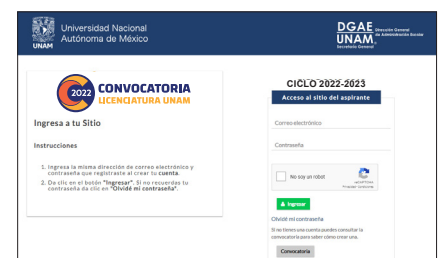 UNAM
Universidad Nacional
Autónoma de México
DGAE
UNAM
Dirección General
de Administración Escolar
Secretaría General
2022
CONVOCATORIA
LICENCIATURA UNAM
Ingresa a tu Sitio
Instrucciones
1. Ingresa la misma dirección de correo electrónico y
contraseña que registraste al crear tu cuenta.
2. Da clic en el botón "Ingresar". Si no recuerdas tu
contraseña da clic en "Olvidé mi contraseña".
CICLO 2022-2023
Acceso al sitio del aspirante
Correo electrónico
Contraseña
No soy un robot
reCAPTCHA
Privacidad - Condiciones
Ingresar
Olvidé mi contraseña
Si no tienes una cuenta puedes consultar la
convocatoria para saber cómo crear una.
Convocatoria